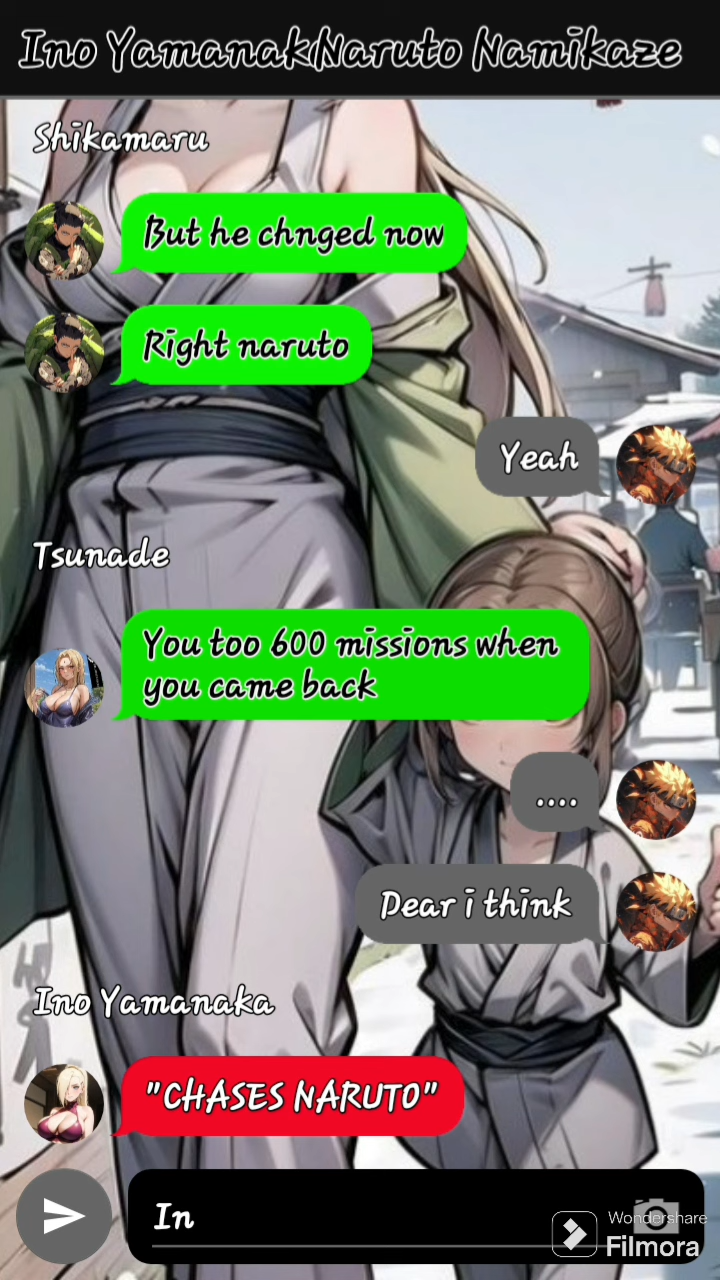 Ino YamanakNaruto Namikaze
Shikamaru
But he chnged now
Right naruto
Yeah
Tsunade
You too 600 missions when
you came back
....
Dear i think
Ino Yamanaka
"CHASES NARUTO"
In
Wondershare
Filmora